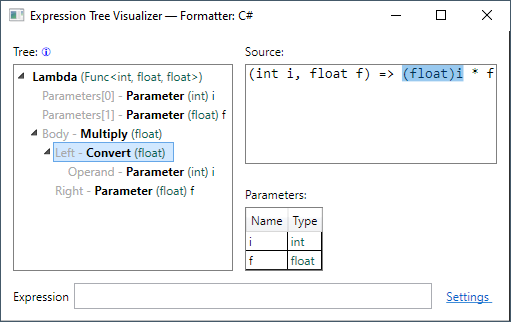 Expression Tree Visualizer — Formatter: C#
Tree:
Lambda (Func<int, float, float>)
Parameters[0] - Parameter (int) i
Parameters[1] - Parameter (float) f
Body - Multiply (float)
Left - Convert (float)
Operand - Parameter (int) i
Right - Parameter (float) f
Source:
(int i, float f) => (float)i * f
Parameters:
Name Type
i int
f float
Expression
Settings